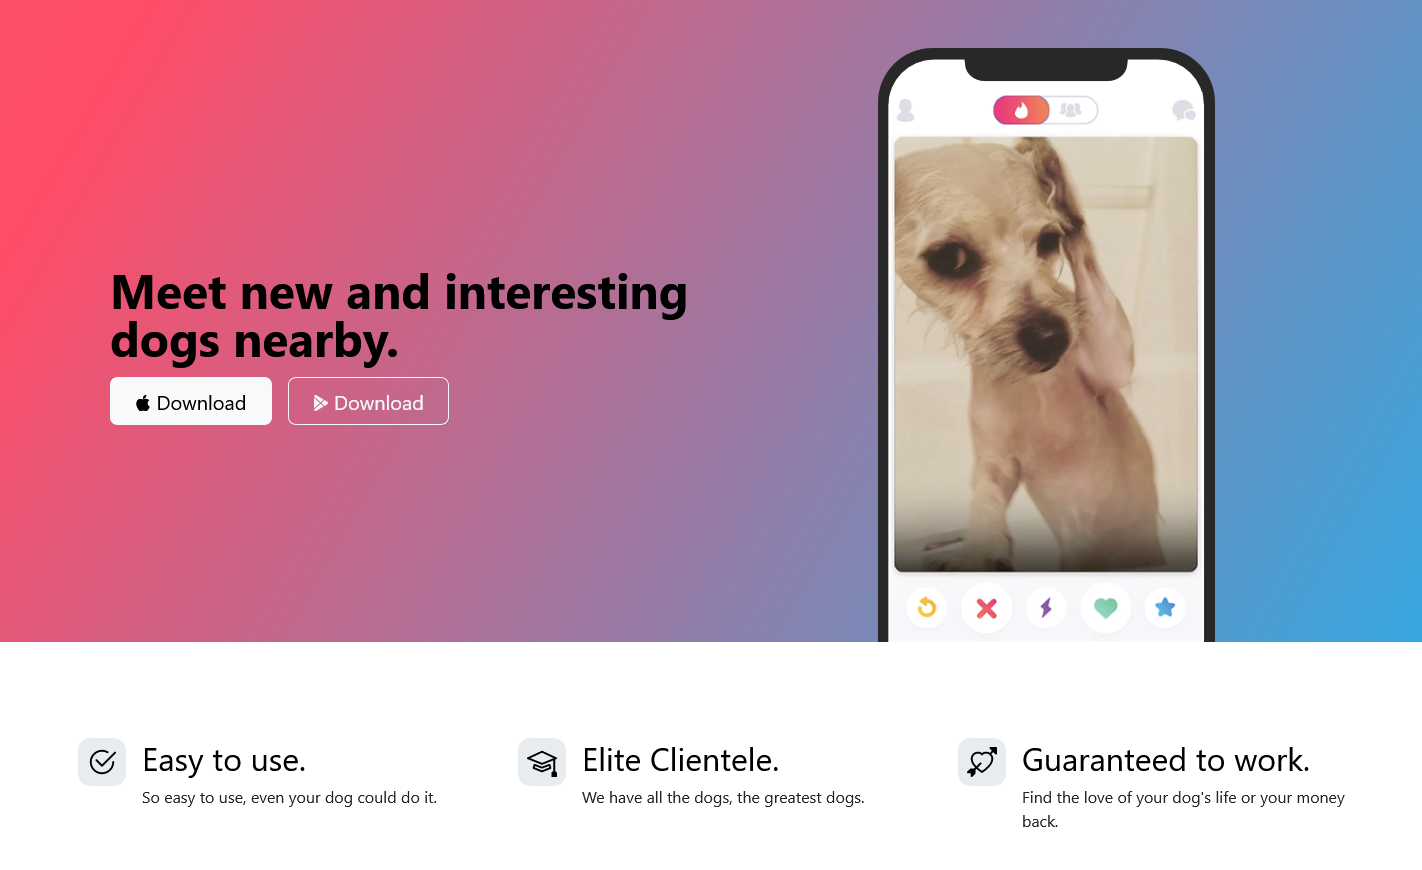 Meet new and interesting
dogs nearby.
Download
Download
Easy to use.
So easy to use, even your dog could do it.
Elite Clientele.
We have all the dogs, the greatest dogs.
Guaranteed to work.
Find the love of your dog's life or your money
back.